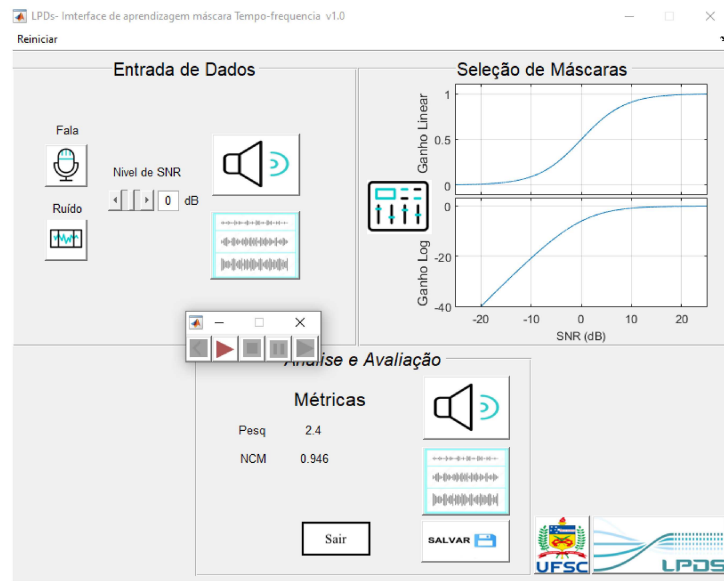 LPDs- Imterface de aprendizagem máscara Tempo-frequencia v1.0
Reiniciar
Entrada de Dados
Fala
Nivel de SNR
0 dB
Ruído
Seleção de Máscaras
Ganho Linear
1
0.5
0
Ganho Log
0
-20
-40
-20 -10 0 10 20
SNR (dB)
Análise e Avaliação
Métricas
Pesq 2.4
NCM 0.946
Sair
SALVAR
UFSC
LPDS